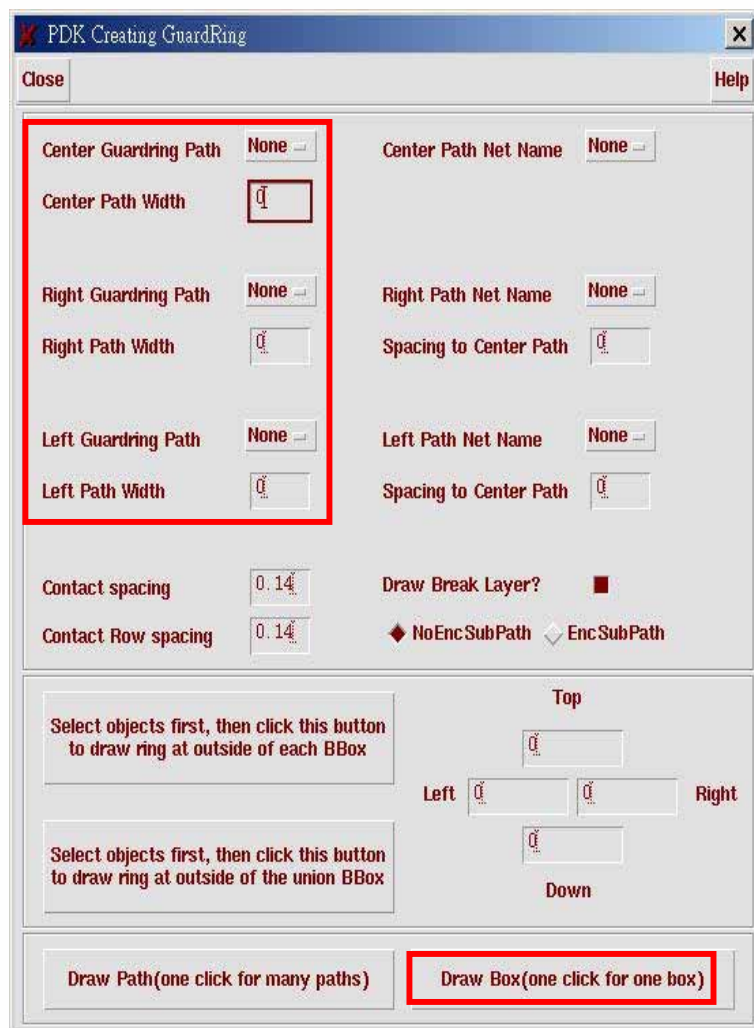 PDK Creating GuardRing
Close Help
Center Guardring Path None Center Path Net Name None
Center Path Width 0
Right Guardring Path None Right Path Net Name None
Right Path Width 0 Spacing to Center Path 0
Left Guardring Path None Left Path Net Name None
Left Path Width 0 Spacing to Center Path 0
Contact spacing 0.14 Draw Break Layer?
Contact Row spacing 0.14 NoEncSubPath EncSubPath
Select objects first, then click this button
to draw ring at outside of each BBox
Select objects first, then click this button
to draw ring at outside of the union BBox
Top
0
Left 0 0 Right
0
Down
Draw Path(one click for many paths) Draw Box(one click for one box)